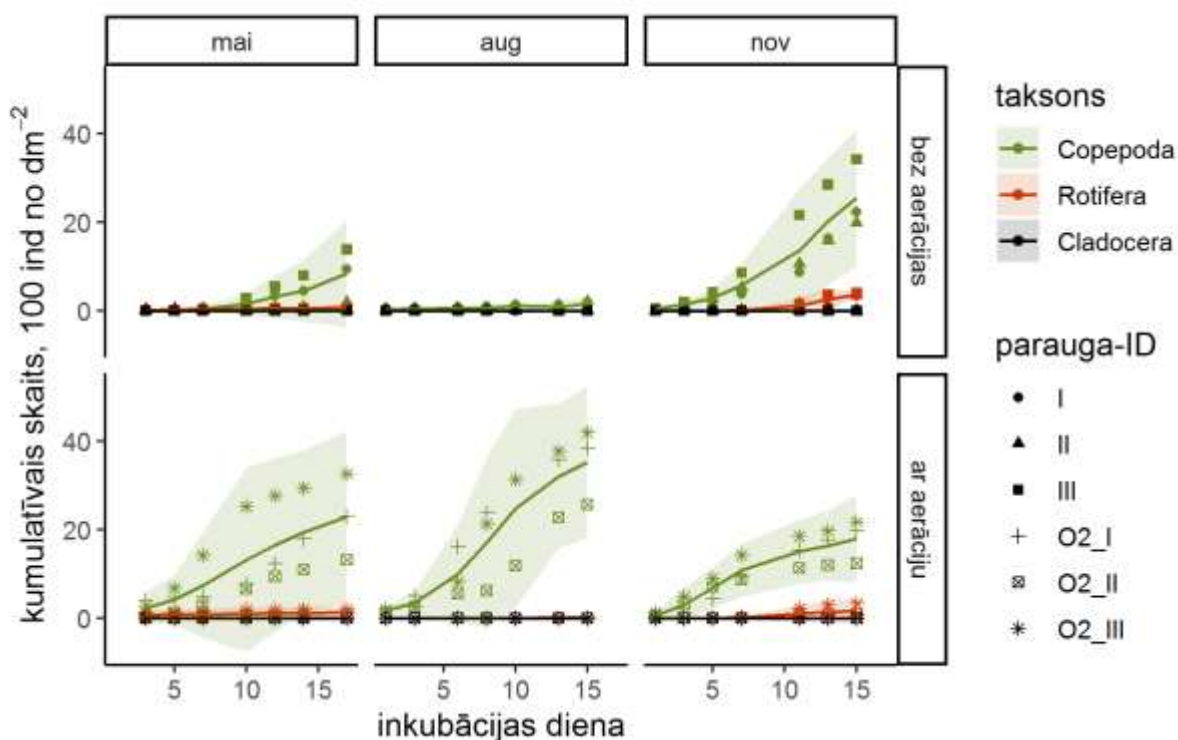 mai aug nov
kumulatīvais skaits, 100 ind no dm⁻²
40
20
0
bez aerācijas
40
20
0
ar aerāciju
5 10 15 5 10 15 5 10 15
inkubācijas diena
taksons
Copepoda
Rotifera
Cladocera
parauga-ID
I
II
III
O2_I
O2_II
O2_III